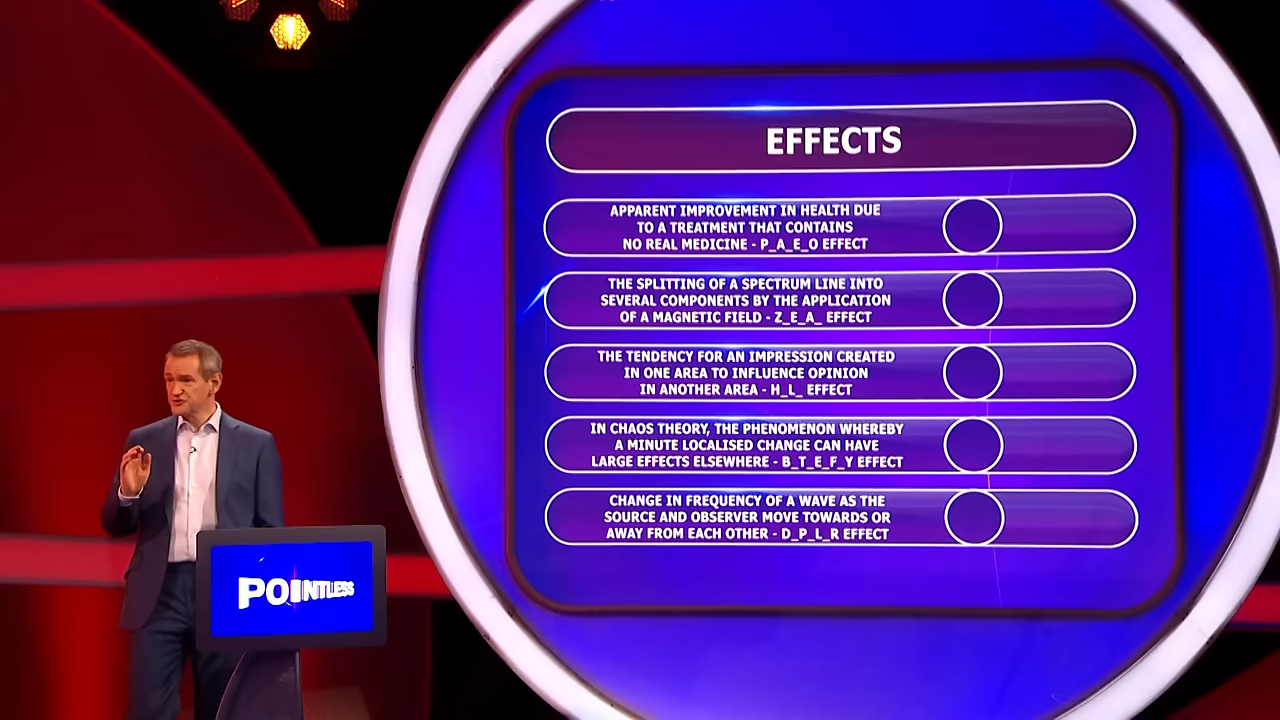 EFFECTS
APPARENT IMPROVEMENT IN HEALTH DUE
TO A TREATMENT THAT CONTAINS
NO REAL MEDICINE - P_A_E_O EFFECT
THE SPLITTING OF A SPECTRUM LINE INTO
SEVERAL COMPONENTS BY THE APPLICATION
OF A MAGNETIC FIELD - Z_E_A_ EFFECT
THE TENDENCY FOR AN IMPRESSION CREATED
IN ONE AREA TO INFLUENCE OPINION
IN ANOTHER AREA - H_L_ EFFECT
IN CHAOS THEORY, THE PHENOMENON WHEREBY
A MINUTE LOCALISED CHANGE CAN HAVE
LARGE EFFECTS ELSEWHERE - B_T_E_F_Y EFFECT
CHANGE IN FREQUENCY OF A WAVE AS THE
SOURCE AND OBSERVER MOVE TOWARDS OR
AWAY FROM EACH OTHER - D_P_L_R EFFECT
POINTLESS